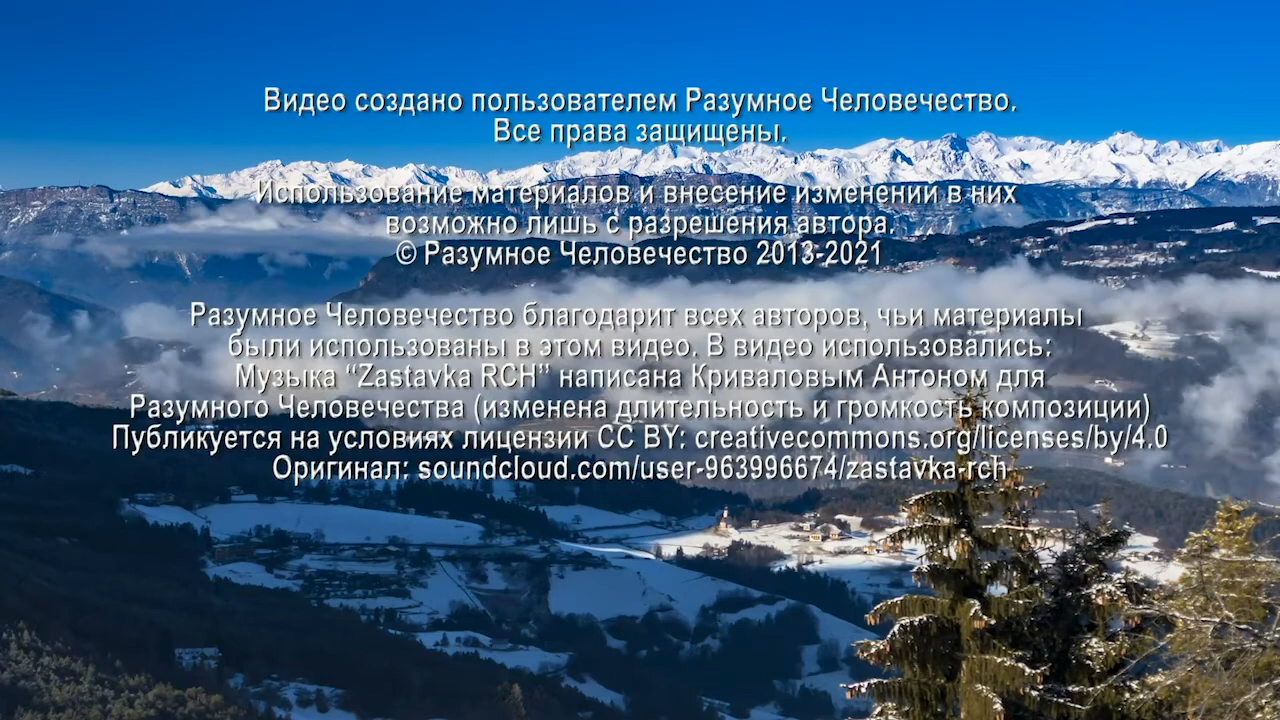 Видео создано пользователем Разумное Человечество.
Все права защищены.
Использование материалов и внесение изменений в них
возможно лишь с разрешения автора.
© Разумное Человечество 2013-2021
Разумное Человечество благодарит всех авторов, чьи материалы
были использованы в этом видео. В видео использовались:
Музыка “Zastavka RCH” написана Криваловым Антоном для
Разумного Человечества (изменена длительность и громкость композиции)
Публикуется на условиях лицензии CC BY: creativecommons.org/licenses/by/4.0
Оригинал: soundcloud.com/user-963996674/zastavka-rch